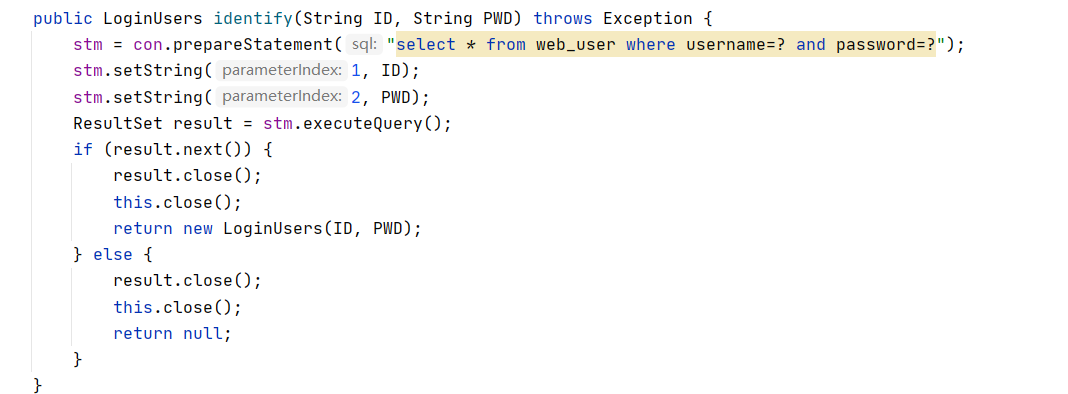 public LoginUsers identify(String ID, String PWD) throws Exception {
    stm = con.prepareStatement( sql: "select * from web_user where username=? and password=?");
    stm.setString( parameterIndex: 1, ID);
    stm.setString( parameterIndex: 2, PWD);
    ResultSet result = stm.executeQuery();
    if (result.next()) {
        result.close();
        this.close();
        return new LoginUsers(ID, PWD);
    } else {
        result.close();
        this.close();
        return null;
    }
}